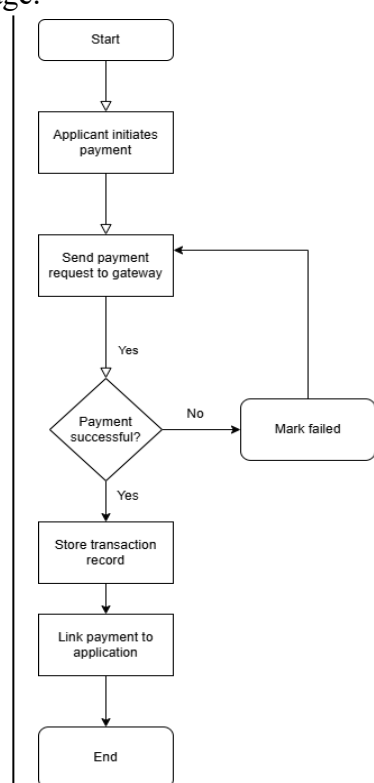 Start
Applicant initiates
payment
Send payment
request to gateway
Yes
Payment
successful?
No
Mark failed
Yes
Store transaction
record
Link payment to
application
End